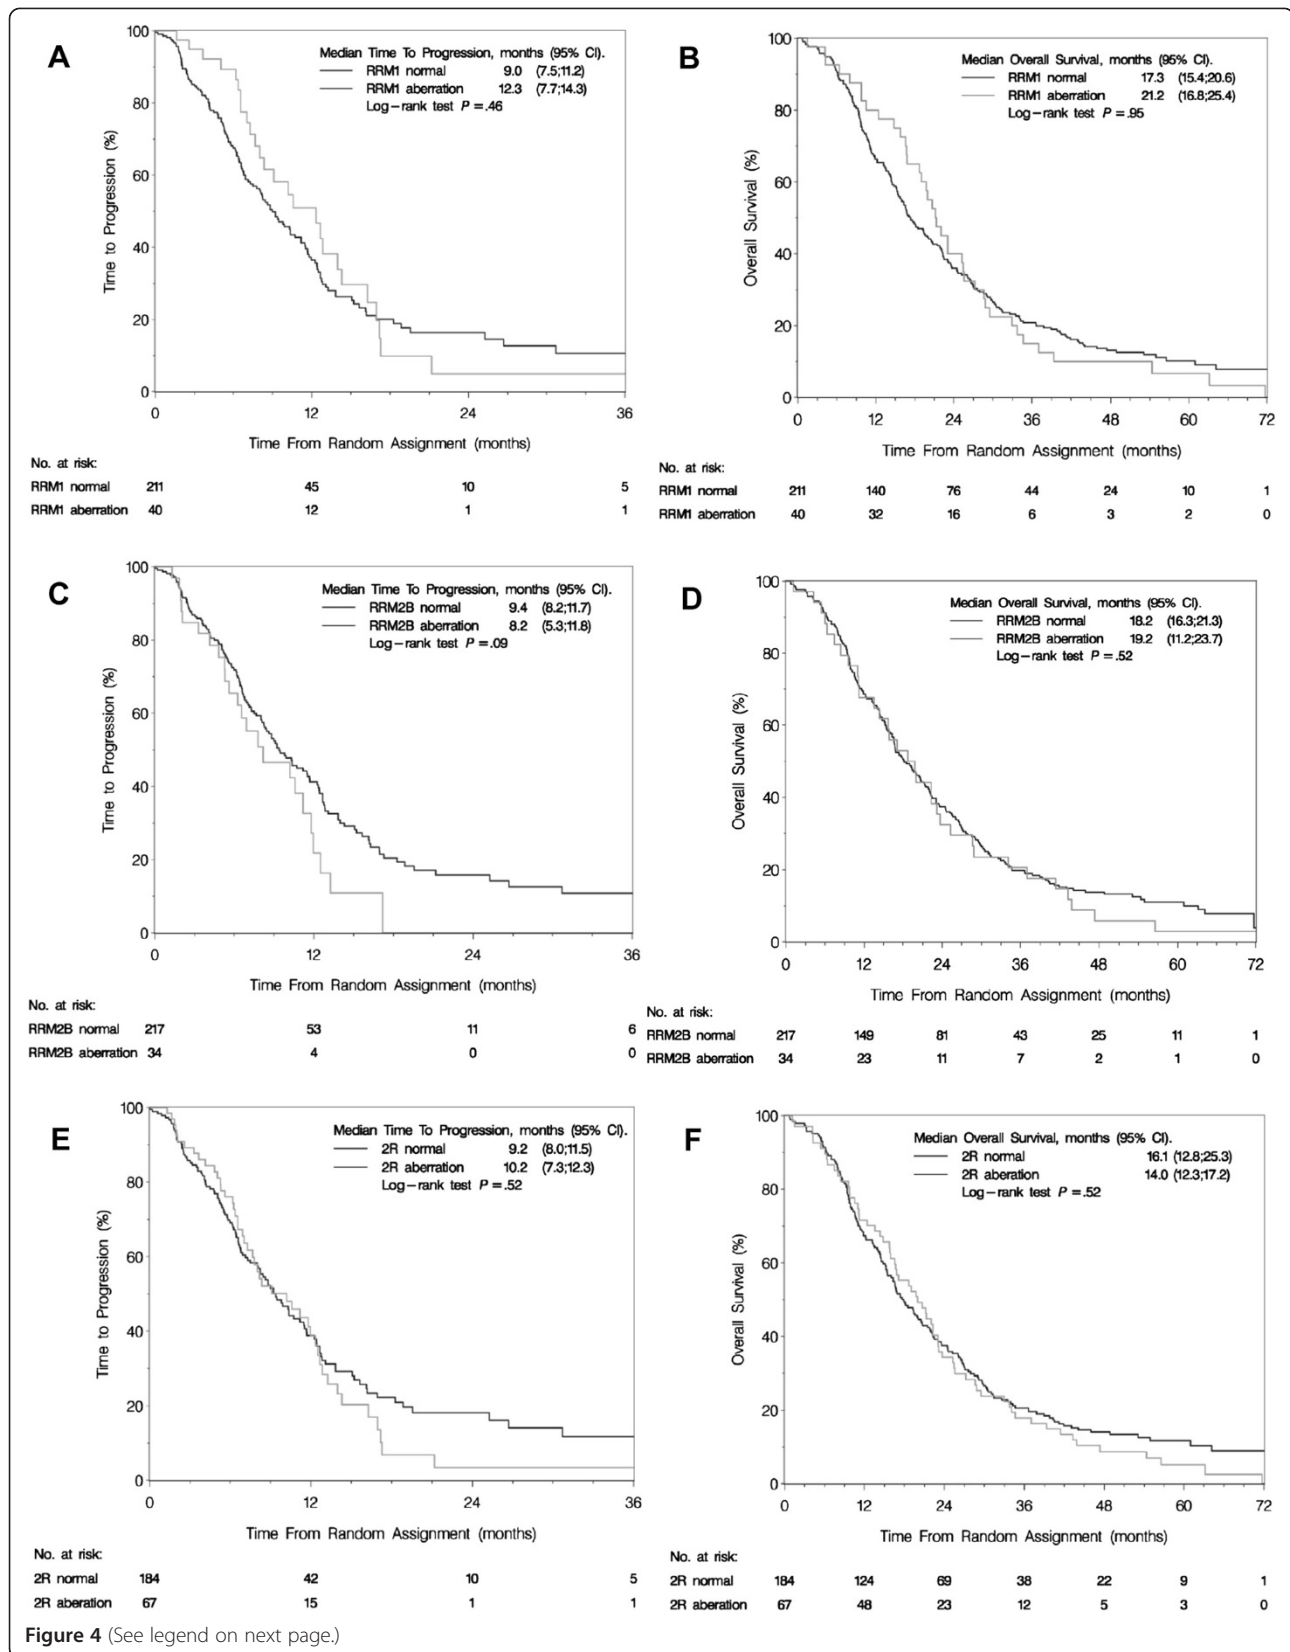 A
Median Time To Progression, months (95% CI).
RRM1 normal 9.0 (7.5;11.2)
RRM1 aberration 12.3 (7.7;14.3)
Log-rank test P =.46
Time to Progression (%)
100
80
60
40
20
0
0 12 24 36
Time From Random Assignment (months)
No. at risk:
RRM1 normal 211 45 10 5
RRM1 aberration 40 12 1 1
B
Median Overall Survival, months (95% CI).
RRM1 normal 17.3 (15.4;20.6)
RRM1 aberration 21.2 (16.8;25.4)
Log-rank test P =.95
Overall Survival (%)
100
80
60
40
20
0
0 12 24 36 48 60 72
Time From Random Assignment (months)
No. at risk:
RRM1 normal 211 140 76 44 24 10 1
RRM1 aberration 40 32 16 6 3 2 0
C
Median Time To Progression, months (95% CI).
RRM2B normal 9.4 (8.2;11.7)
RRM2B aberration 8.2 (5.3;11.8)
Log-rank test P =.09
Time to Progression (%)
100
80
60
40
20
0
0 12 24 36
Time From Random Assignment (months)
No. at risk:
RRM2B normal 217 53 11 6
RRM2B aberration 34 4 0 0
D
Median Overall Survival, months (95% CI).
RRM2B normal 18.2 (16.3;21.3)
RRM2B aberration 19.2 (11.2;23.7)
Log-rank test P =.52
Overall Survival (%)
100
80
60
40
20
0
0 12 24 36 48 60 72
Time From Random Assignment (months)
No. at risk:
RRM2B normal 217 149 81 43 25 11 1
RRM2B aberration 34 23 11 7 2 1 0
E
Median Time To Progression, months (95% CI).
2R normal 9.2 (8.0;11.5)
2R aberration 10.2 (7.3;12.3)
Log-rank test P =.52
Time to Progression (%)
100
80
60
40
20
0
0 12 24 36
Time From Random Assignment (months)
No. at risk:
2R normal 184 42 10 5
2R aberration 67 15 1 1
F
Median Overall Survival, months (95% CI).
2R normal 16.1 (12.8;25.3)
2R aberation 14.0 (12.3;17.2)
Log-rank test P =.52
Overall Survival (%)
100
80
60
40
20
0
0 12 24 36 48 60 72
Time From Random Assignment (months)
No. at risk:
2R normal 184 124 69 38 22 9 1
2R aberration 67 48 23 12 5 3 0
Figure 4 (See legend on next page.)